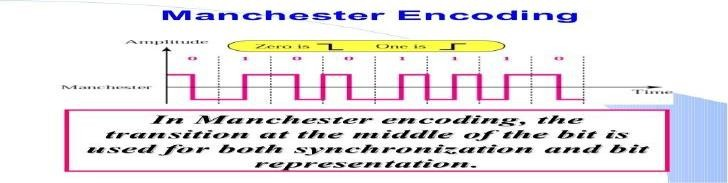 Manchester Encoding
Amplitude
Zero is One is
0 1 0 0 1 1 1 0
Manchester
Time
In Manchester encoding, the
transition at the middle of the bit is
used for both synchronization and bit
representation.